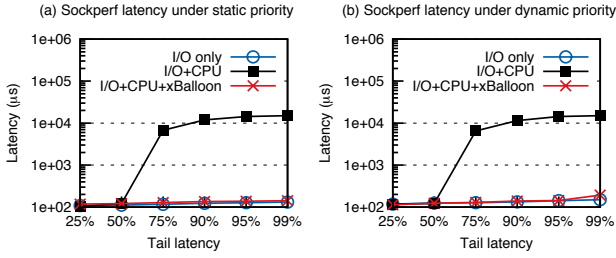 (a) Sockperf latency under static priority
1e+06
1e+05
1e+04
1e+03
1e+02
Latency (μs)
I/O only
I/O+CPU
I/O+CPU+xBalloon
25% 50% 75% 90% 95% 99%
Tail latency
(b) Sockperf latency under dynamic priority
1e+06
1e+05
1e+04
1e+03
1e+02
Latency (μs)
I/O only
I/O+CPU
I/O+CPU+xBalloon
25% 50% 75% 90% 95% 99%
Tail latency